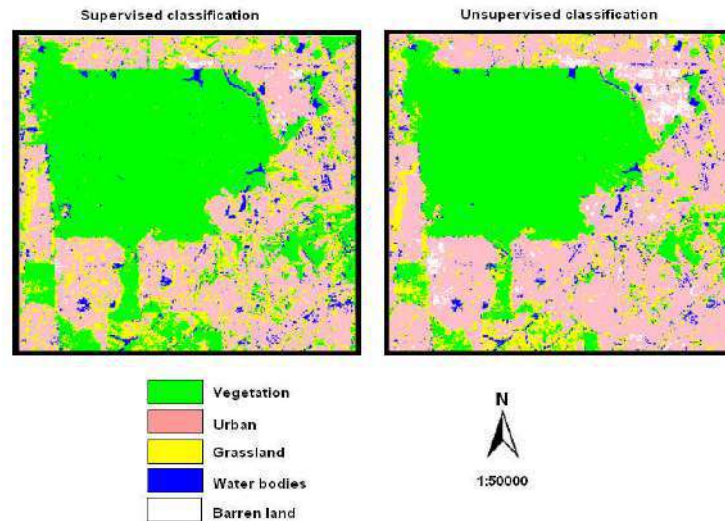 Supervised classification
Unsupervised classification
Vegetation
Urban
Grassland
Water bodies
Barren land
N
1:50000